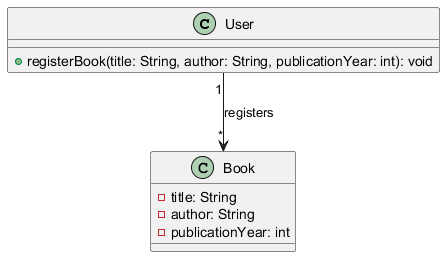 C User
registerBook(title: String, author: String, publicationYear: int): void
1
registers
*
C Book
title: String
author: String
publicationYear: int